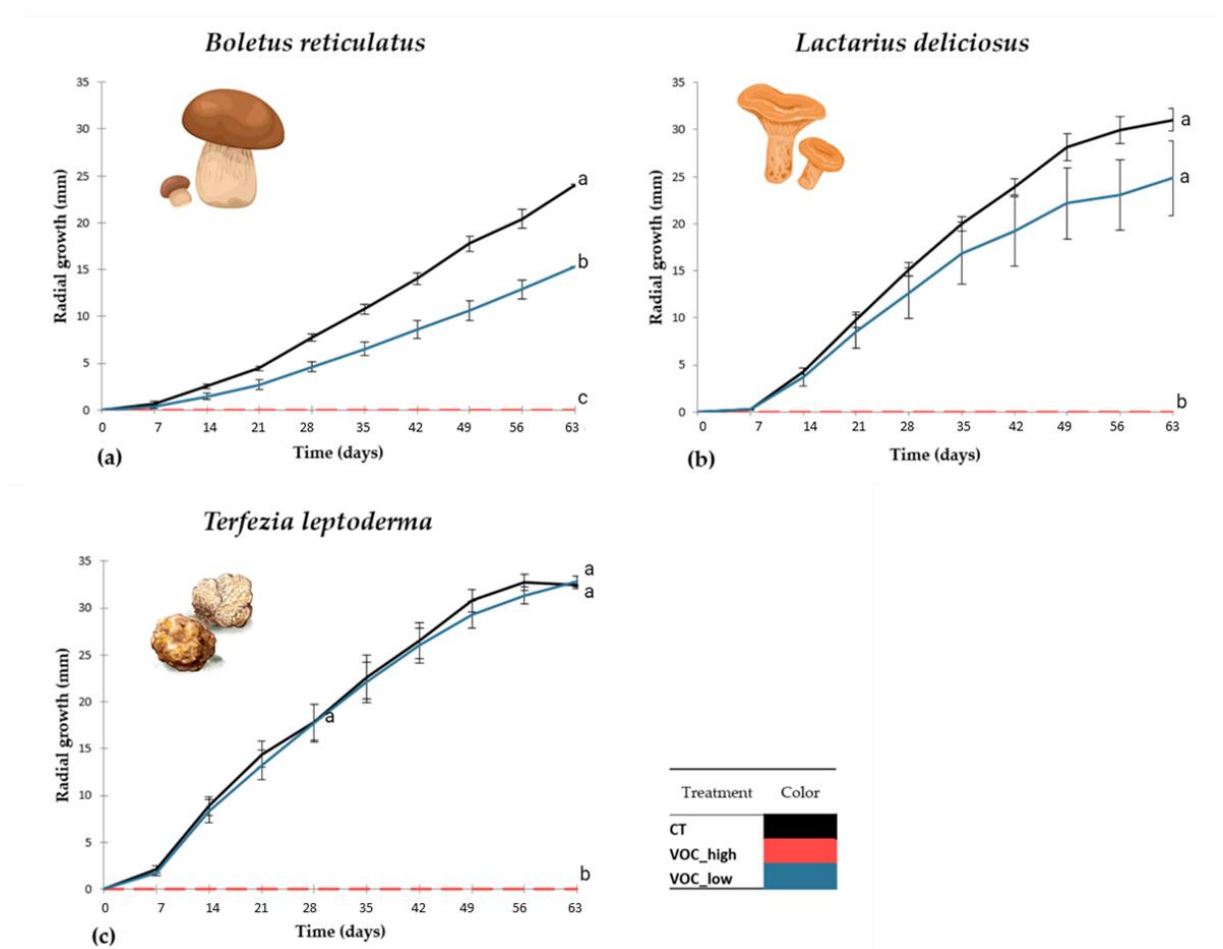 Boletus reticulatus
Radial growth (mm)
35
30
25
20
15
10
5
0
a
b
c
0 7 14 21 28 35 42 49 56 63
Time (days)
(a)
Lactarius deliciosus
Radial growth (mm)
35
30
25
20
15
10
5
0
a
a
b
0 7 14 21 28 35 42 49 56 63
Time (days)
(b)
Terfezia leptoderma
Radial growth (mm)
35
30
25
20
15
10
5
0
a
a
a
b
0 7 14 21 28 35 42 49 56 63
Time (days)
(c)
Treatment Color
CT
VOC_high
VOC_low